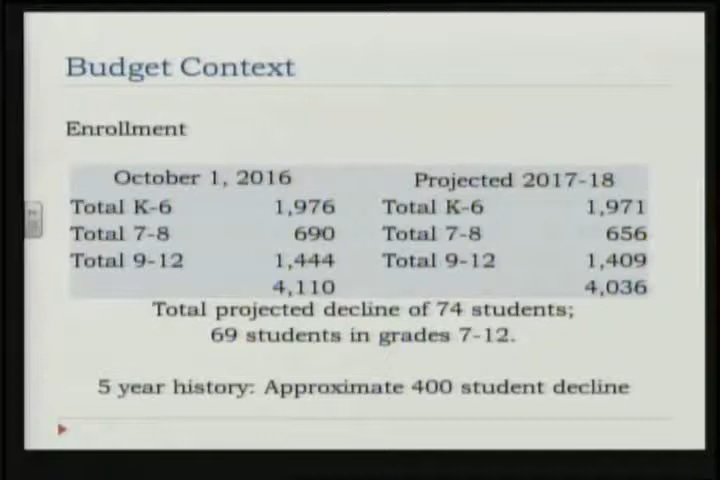 Budget Context
Enrollment
October 1, 2016 Projected 2017-18
Total K-6 1,976 Total K-6 1,971
Total 7-8 690 Total 7-8 656
Total 9-12 1,444 Total 9-12 1,409
4,110 4,036
Total projected decline of 74 students;
69 students in grades 7-12.
5 year history: Approximate 400 student decline